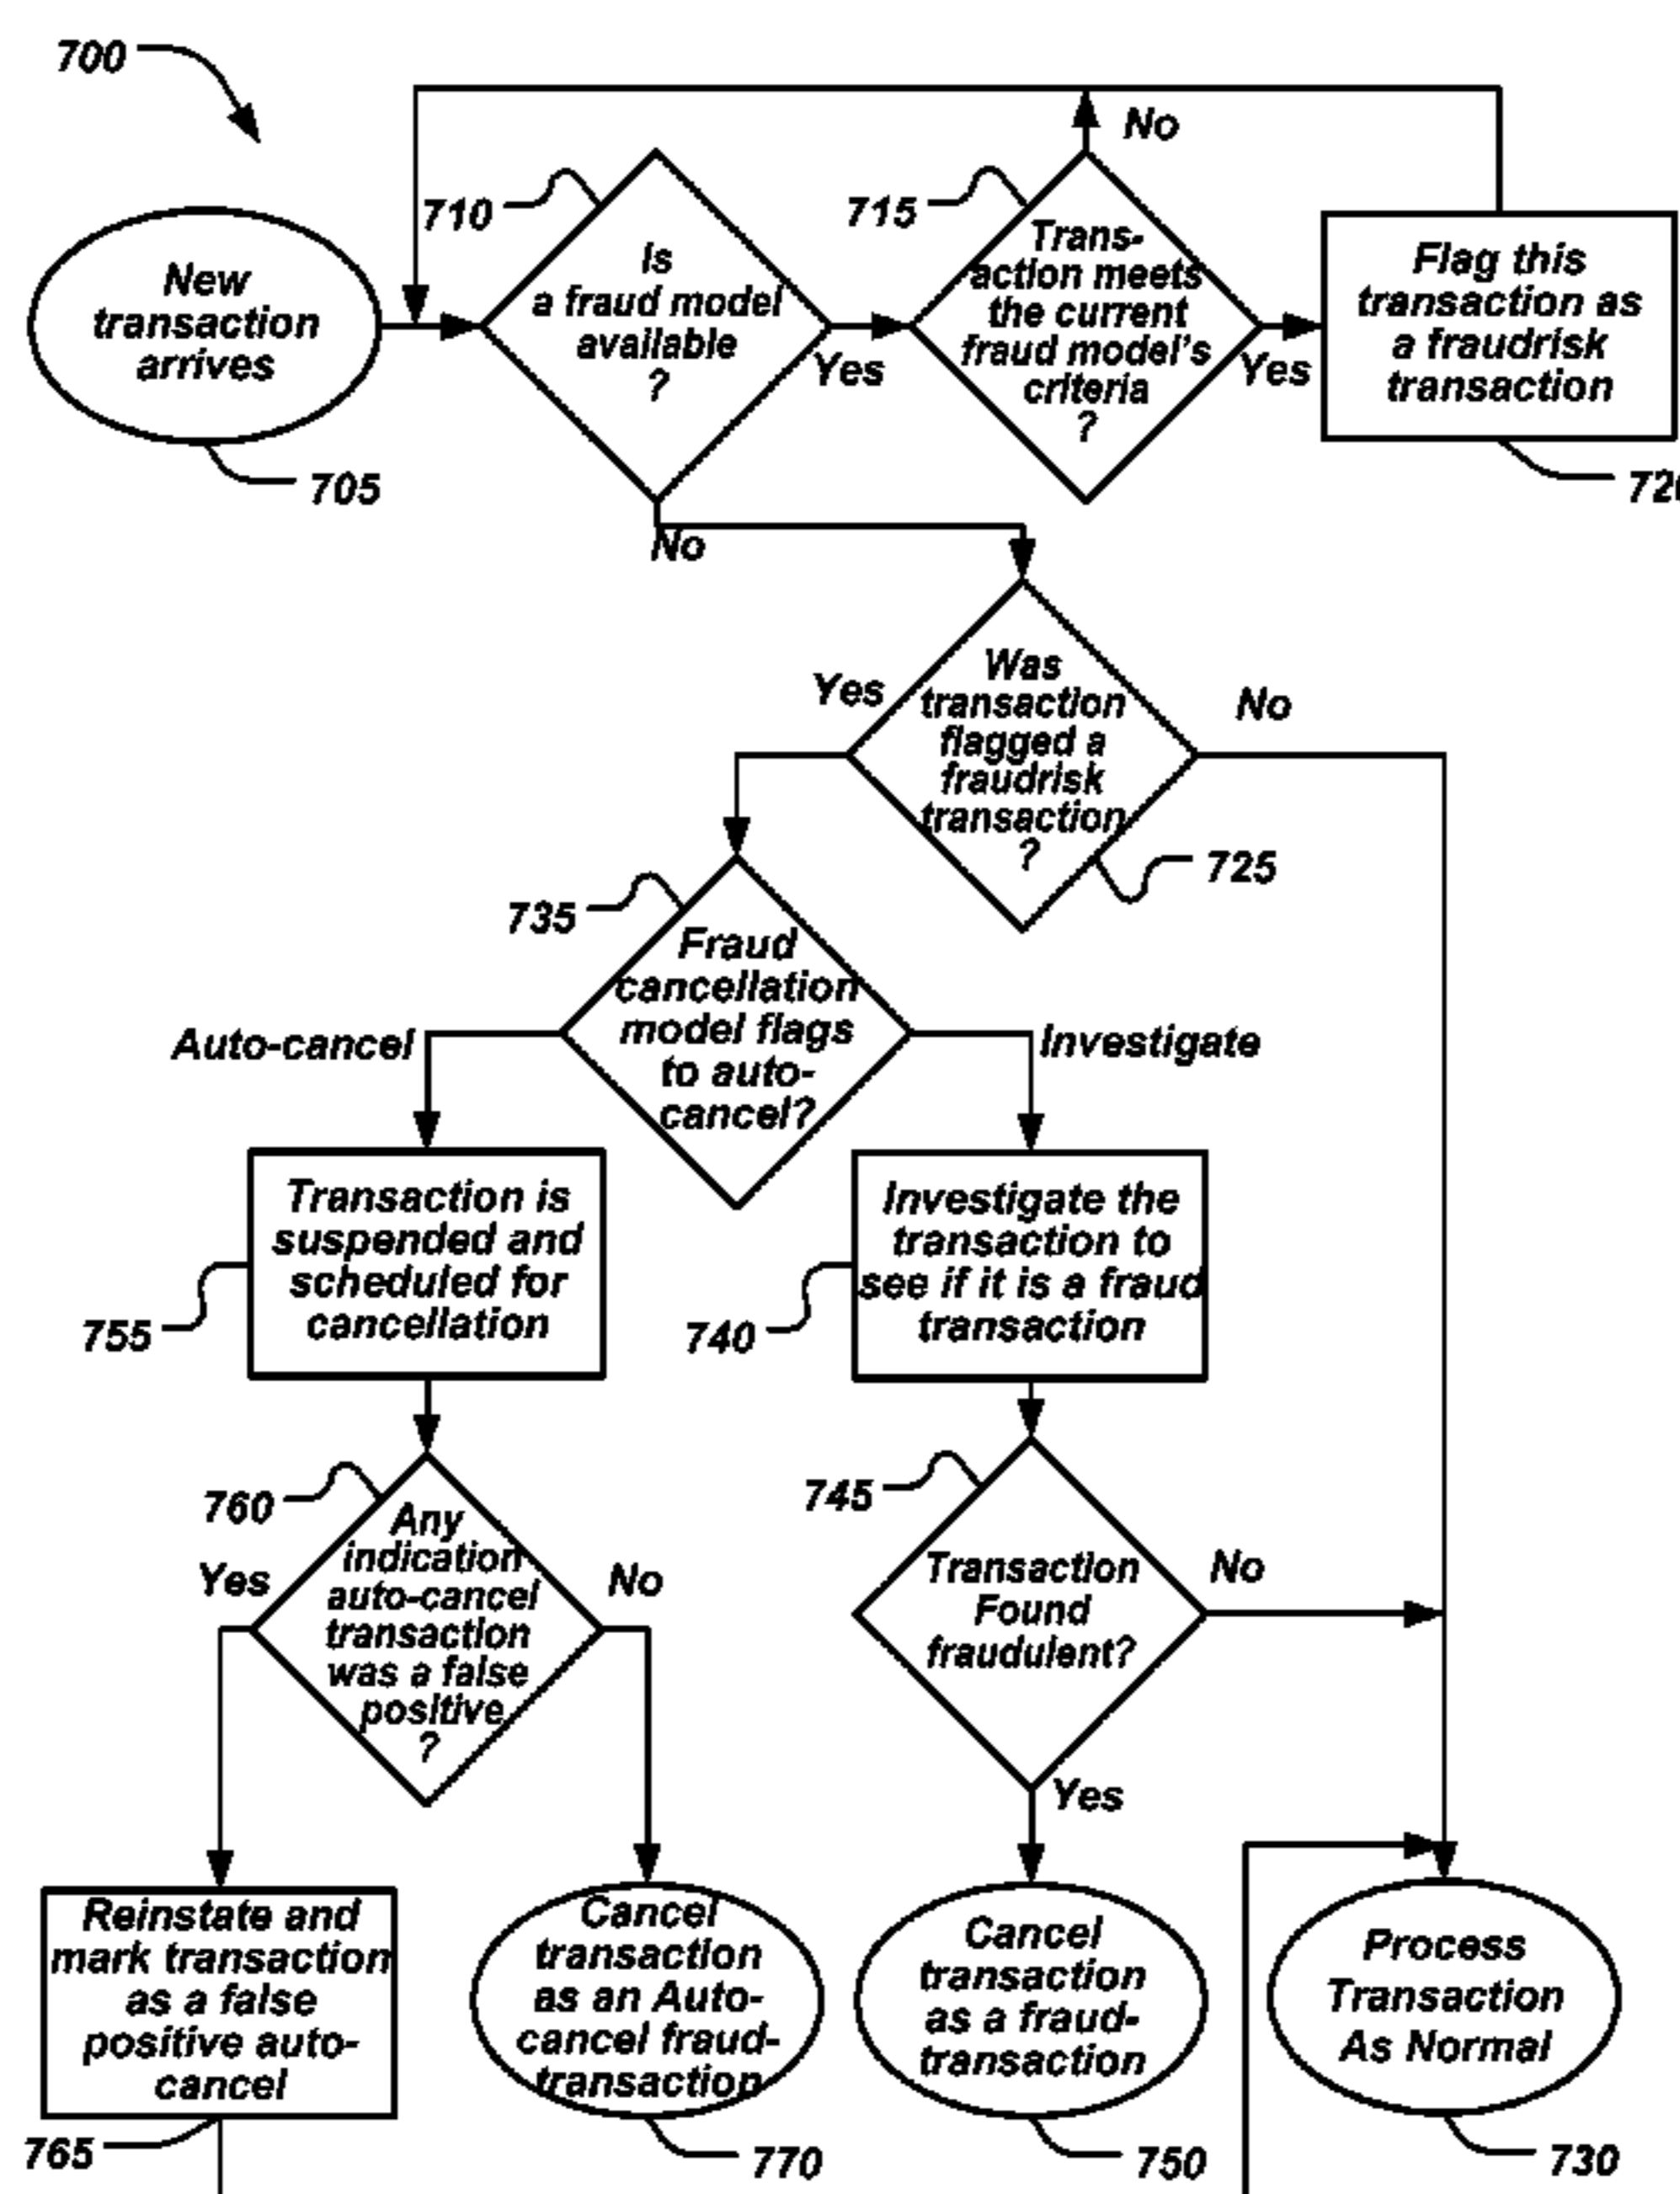 700
710
715
No
New
transaction
arrives
705
Is
a fraud model
available
?
Yes
Trans-
action meets
the current
fraud model's
criteria
?
Yes
Flag this
transaction as
a fraudrisk
transaction
No
Yes
Was
transaction
flagged a
fraudrisk
transaction
?
No
725
735
Fraud
cancellation
model flags
to auto-
cancel?
Auto-cancel
Investigate
Transaction is
suspended and
scheduled for
cancellation
755
Investigate the
transaction to
see if it is a fraud
transaction
740
760
Any
indication
auto-cancel
transaction
was a false
positive
?
Yes
No
745
Transaction
Found
fraudulent?
No
Yes
Reinstate and
mark transaction
as a false
positive auto-
cancel
765
Cancel
transaction
as an Auto-
cancel fraud-
transaction
770
Cancel
transaction
as a fraud-
transaction
750
Process
Transaction
As Normal
730